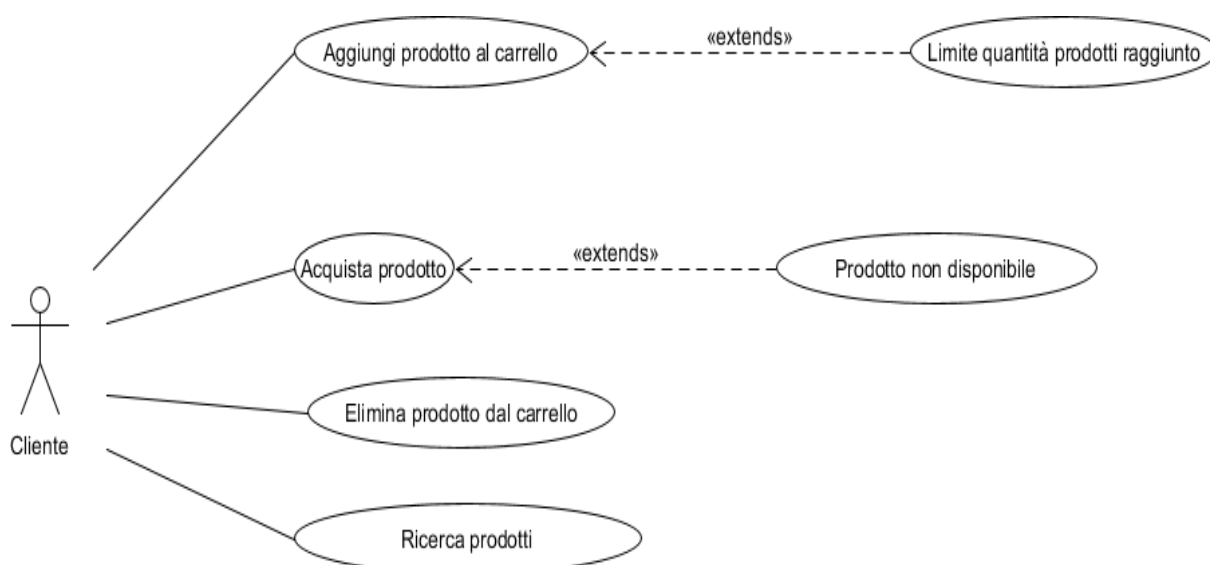 Aggiungi prodotto al carrello
«extends»
Limite quantità prodotti raggiunto
Acquista prodotto
«extends»
Prodotto non disponibile
Elimina prodotto dal carrello
Cliente
Ricerca prodotti